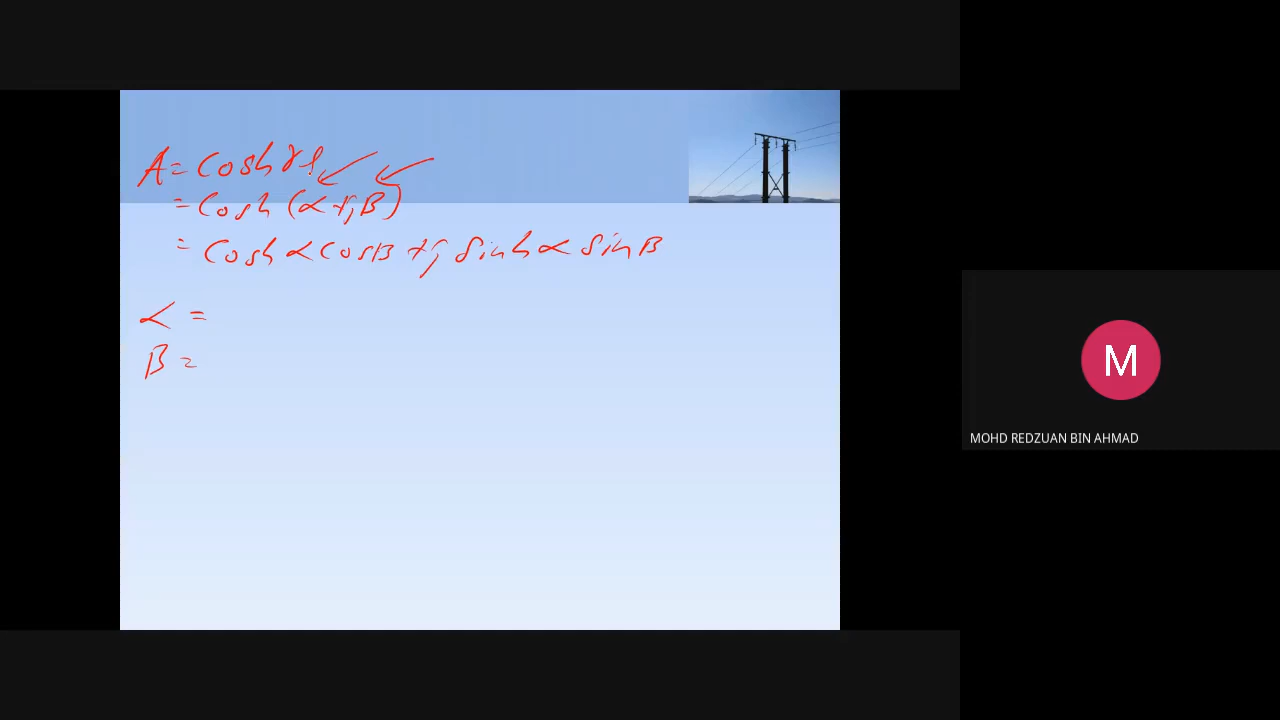 A = Cosh γℓ
= Cosh (α + jβ)
= Cosh α Cos β + j Sinh α Sin β
α =
β =
M
MOHD REDZUAN BIN AHMAD